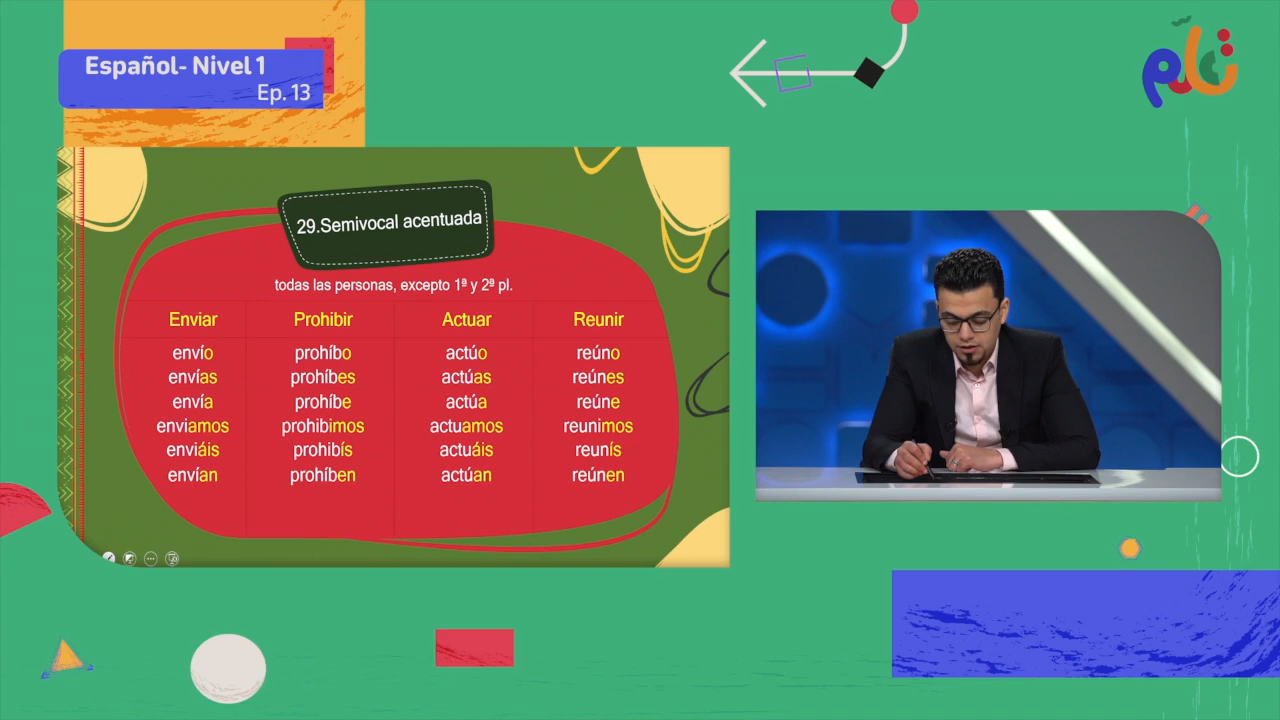 Español- Nivel 1
Ep. 13
29.Semivocal acentuada
todas las personas, excepto 1ª y 2ª pl.
Enviar Prohibir Actuar Reunir
envío prohíbo actúo reúno
envías prohíbes actúas reúnes
envía prohíbe actúa reúne
enviamos prohibimos actuamos reunimos
enviáis prohibís actuáis reunís
envían prohíben actúan reúnen